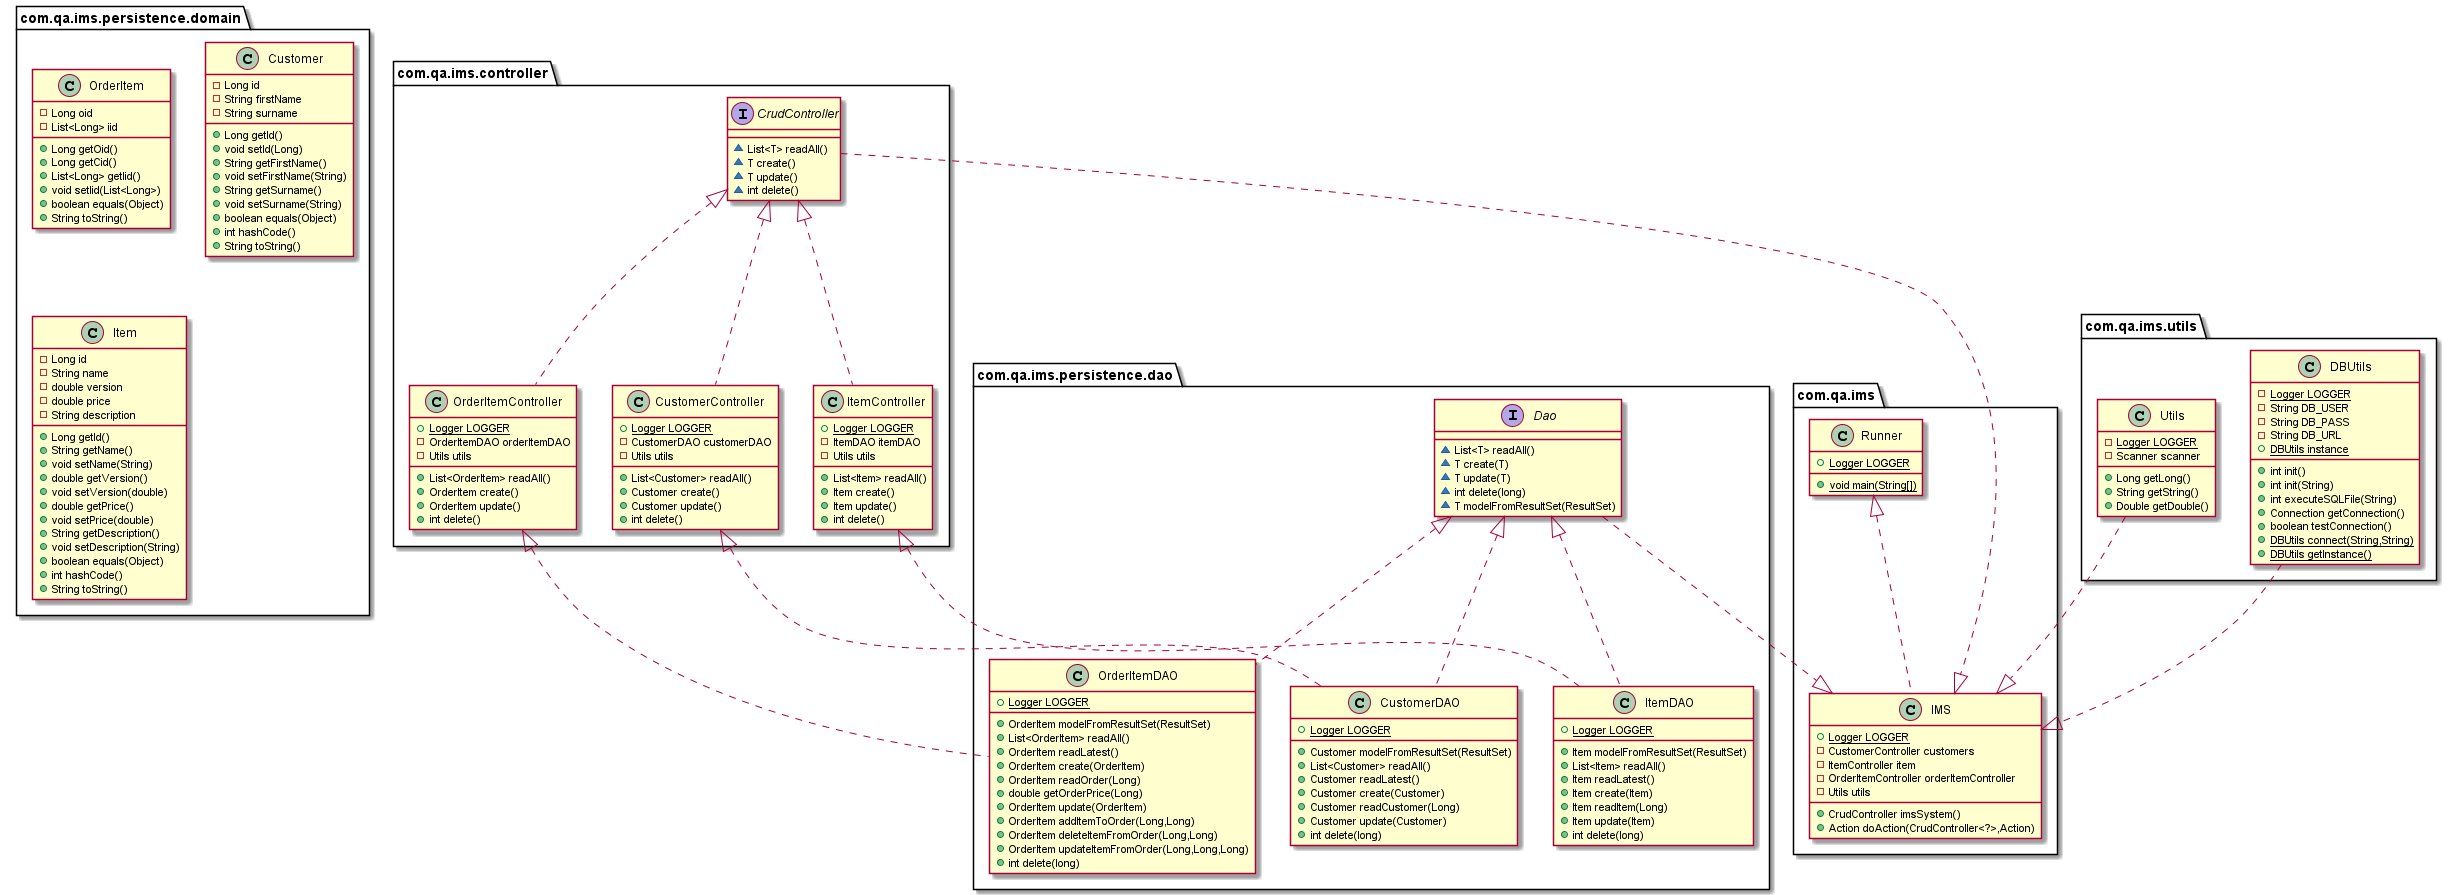 com.qa.ims.persistence.domain
C OrderItem
Long oid
List<Long> iid
Long getOid()
Long getCid()
List<Long> getIid()
void setIid(List<Long>)
boolean equals(Object)
String toString()
C Customer
Long id
String firstName
String surname
Long getId()
void setId(Long)
String getFirstName()
void setFirstName(String)
String getSurname()
void setSurname(String)
boolean equals(Object)
int hashCode()
String toString()
C Item
Long id
String name
double version
double price
String description
Long getId()
String getName()
void setName(String)
double getVersion()
void setVersion(double)
double getPrice()
void setPrice(double)
String getDescription()
void setDescription(String)
boolean equals(Object)
int hashCode()
String toString()
com.qa.ims.controller
I CrudController
List<T> readAll()
T create()
T update()
int delete()
C OrderItemController
Logger LOGGER
OrderItemDAO orderItemDAO
Utils utils
List<OrderItem> readAll()
OrderItem create()
OrderItem update()
int delete()
C CustomerController
Logger LOGGER
CustomerDAO customerDAO
Utils utils
List<Customer> readAll()
Customer create()
Customer update()
int delete()
C ItemController
Logger LOGGER
ItemDAO itemDAO
Utils utils
List<Item> readAll()
Item create()
Item update()
int delete()
com.qa.ims.persistence.dao
I Dao
List<T> readAll()
T create(T)
T update(T)
int delete(long)
T modelFromResultSet(ResultSet)
C OrderItemDAO
Logger LOGGER
OrderItem modelFromResultSet(ResultSet)
List<OrderItem> readAll()
OrderItem readLatest()
OrderItem create(OrderItem)
OrderItem readOrder(Long)
double getOrderPrice(Long)
OrderItem update(OrderItem)
OrderItem addItemToOrder(Long,Long)
OrderItem deleteItemFromOrder(Long,Long)
OrderItem updateItemFromOrder(Long,Long,Long)
int delete(long)
C CustomerDAO
Logger LOGGER
Customer modelFromResultSet(ResultSet)
List<Customer> readAll()
Customer readLatest()
Customer create(Customer)
Customer readCustomer(Long)
Customer update(Customer)
int delete(long)
C ItemDAO
Logger LOGGER
Item modelFromResultSet(ResultSet)
List<Item> readAll()
Item readLatest()
Item create(Item)
Item readItem(Long)
Item update(Item)
int delete(long)
com.qa.ims
C Runner
Logger LOGGER
void main(String[])
C IMS
Logger LOGGER
CustomerController customers
ItemController item
OrderItemController orderItemController
Utils utils
CrudController imsSystem()
Action doAction(CrudController<?>,Action)
com.qa.ims.utils
C Utils
Logger LOGGER
Scanner scanner
Long getLong()
String getString()
Double getDouble()
C DBUtils
Logger LOGGER
String DB_USER
String DB_PASS
String DB_URL
DBUtils instance
int init()
int init(String)
int executeSQLFile(String)
Connection getConnection()
boolean testConnection()
DBUtils connect(String,String)
DBUtils getInstance()